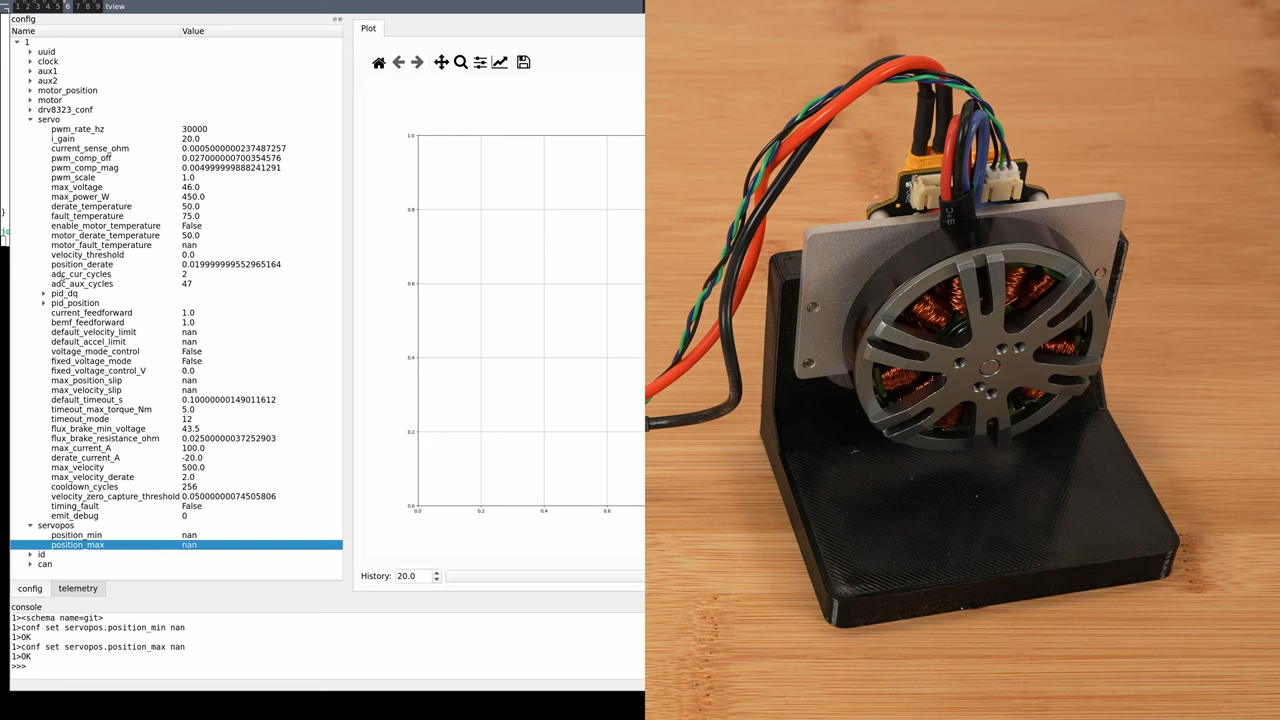 1 2 3 4 5 6 7 8 9 tview
config
Name Value
1
uuid
clock
aux1
aux2
motor_position
motor
drv8323_conf
servo
pwm_rate_hz 30000
i_gain 20.0
current_sense_ohm 0.0005000000237487257
pwm_comp_off 0.027000000700354576
pwm_comp_mag 0.004999999888241291
pwm_scale 1.0
max_voltage 46.0
max_power_W 450.0
derate_temperature 50.0
fault_temperature 75.0
enable_motor_temperature False
motor_derate_temperature 50.0
motor_fault_temperature nan
velocity_threshold 0.0
position_derate 0.019999999552965164
adc_cur_cycles 2
adc_aux_cycles 47
pid_dq
pid_position
current_feedforward 1.0
bemf_feedforward 1.0
default_velocity_limit nan
default_accel_limit nan
voltage_mode_control False
fixed_voltage_mode False
fixed_voltage_control_V 0.0
max_position_slip nan
max_velocity_slip nan
default_timeout_s 0.10000000149011612
timeout_max_torque_Nm 5.0
timeout_mode 12
flux_brake_min_voltage 43.5
flux_brake_resistance_ohm 0.02500000037252903
max_current_A 100.0
derate_current_A -20.0
max_velocity 500.0
max_velocity_derate 2.0
cooldown_cycles 256
velocity_zero_capture_threshold 0.05000000074505806
timing_fault False
emit_debug 0
servopos
position_min nan
position_max nan
id
can
config telemetry
console
1><schema name=git>
1>conf set servopos.position_min nan
1>OK
1>conf set servopos.position_max nan
1>OK
>>>
Plot
1.0
0.8
0.6
0.4
0.2
0.0
0.0 0.2 0.4 0.6
History: 20.0